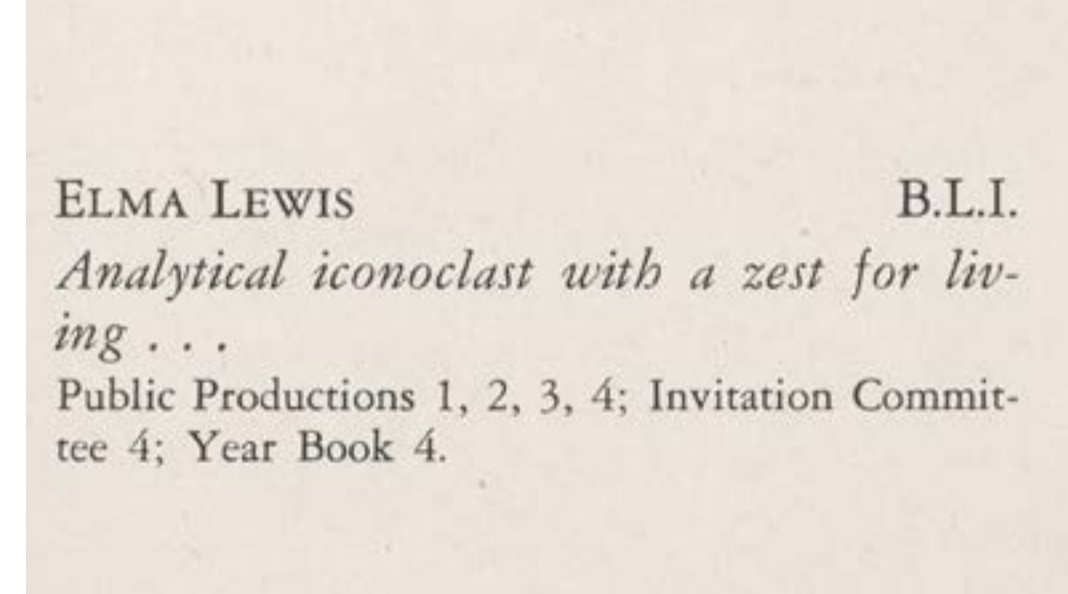 ELMA LEWIS B.L.I.
Analytical iconoclast with a zest for liv-
ing . . .
Public Productions 1, 2, 3, 4; Invitation Commit-
tee 4; Year Book 4.